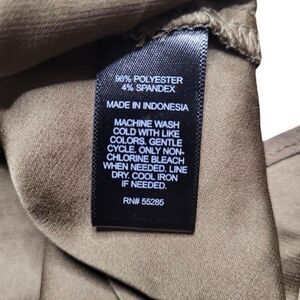 96% POLYESTER
4% SPANDEX
MADE IN INDONESIA
MACHINE WASH
COLD WITH LIKE
COLORS. GENTLE
CYCLE. ONLY NON-
CHLORINE BLEACH
WHEN NEEDED. LINE
DRY. COOL IRON
IF NEEDED.
RN# 55285